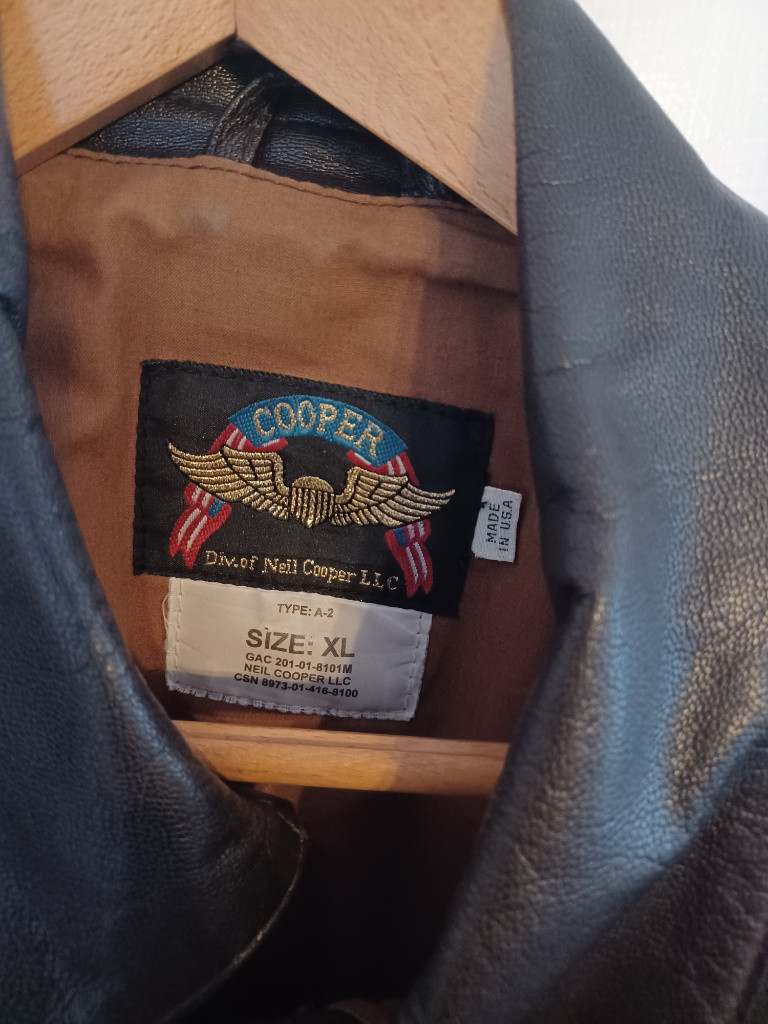 COOPER
Div. of Neil Cooper LLC
MADE
IN U.S.A
TYPE: A-2
SIZE: XL
GAC 201-01-8101M
NEIL COOPER LLC
CSN 8973-01-416-8100